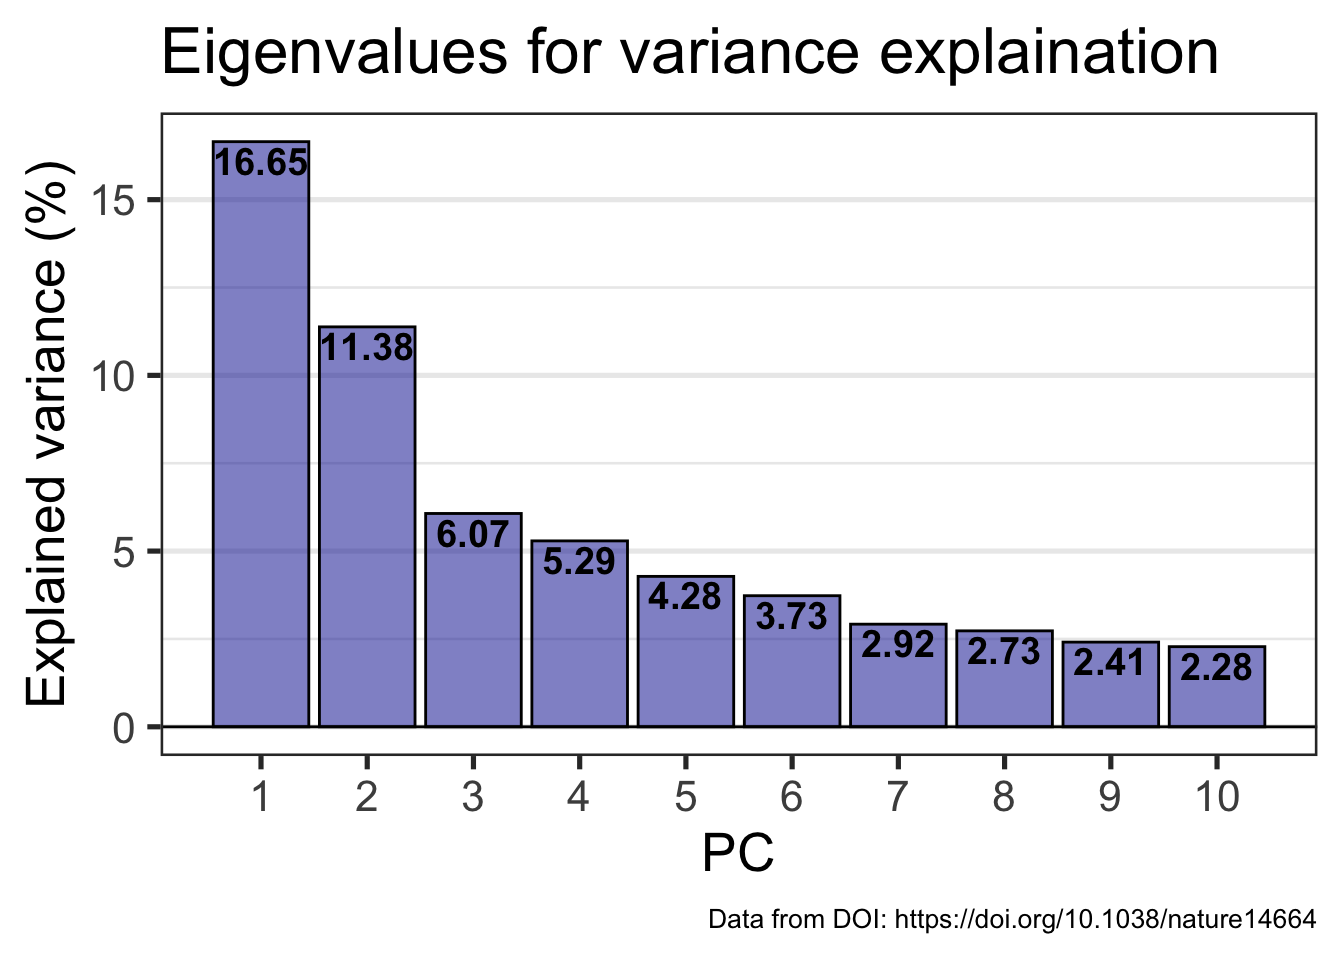 Eigenvalues for variance explaination
Explained variance (%)
15
10
5
0
16.65
11.38
6.07
5.29
4.28
3.73
2.92
2.73
2.41
2.28
1 2 3 4 5 6 7 8 9 10
PC
Data from DOI: https://doi.org/10.1038/nature14664